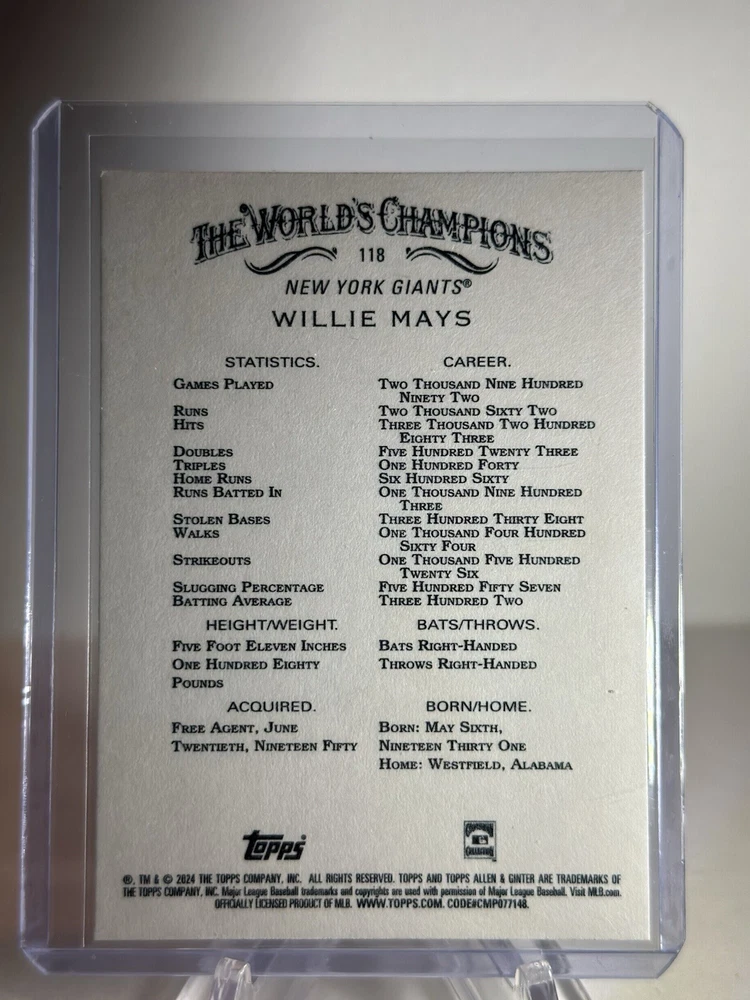 THE WORLD'S CHAMPIONS
118
NEW YORK GIANTS®
WILLIE MAYS
STATISTICS. CAREER.
GAMES PLAYED TWO THOUSAND NINE HUNDRED
NINETY TWO
RUNS TWO THOUSAND SIXTY TWO
HITS THREE THOUSAND TWO HUNDRED
EIGHTY THREE
DOUBLES FIVE HUNDRED TWENTY THREE
TRIPLES ONE HUNDRED FORTY
HOME RUNS SIX HUNDRED SIXTY
RUNS BATTED IN ONE THOUSAND NINE HUNDRED
THREE
STOLEN BASES THREE HUNDRED THIRTY EIGHT
WALKS ONE THOUSAND FOUR HUNDRED
SIXTY FOUR
STRIKEOUTS ONE THOUSAND FIVE HUNDRED
TWENTY SIX
SLUGGING PERCENTAGE FIVE HUNDRED FIFTY SEVEN
BATTING AVERAGE THREE HUNDRED TWO
HEIGHT/WEIGHT. BATS/THROWS.
FIVE FOOT ELEVEN INCHES BATS RIGHT-HANDED
ONE HUNDRED EIGHTY THROWS RIGHT-HANDED
POUNDS
ACQUIRED. BORN/HOME.
FREE AGENT, JUNE BORN: MAY SIXTH,
TWENTIETH, NINETEEN FIFTY NINETEEN THIRTY ONE
HOME: WESTFIELD, ALABAMA
Topps
COOPERSTOWN COLLECTION
®, TM & © 2024 THE TOPPS COMPANY, INC. ALL RIGHTS RESERVED. TOPPS AND TOPPS ALLEN & GINTER ARE TRADEMARKS OF
THE TOPPS COMPANY, INC. Major League Baseball trademarks and copyrights are used with permission of Major League Baseball. Visit MLB.com.
OFFICIALLY LICENSED PRODUCT OF MLB. WWW.TOPPS.COM. CODE#CMP077148.